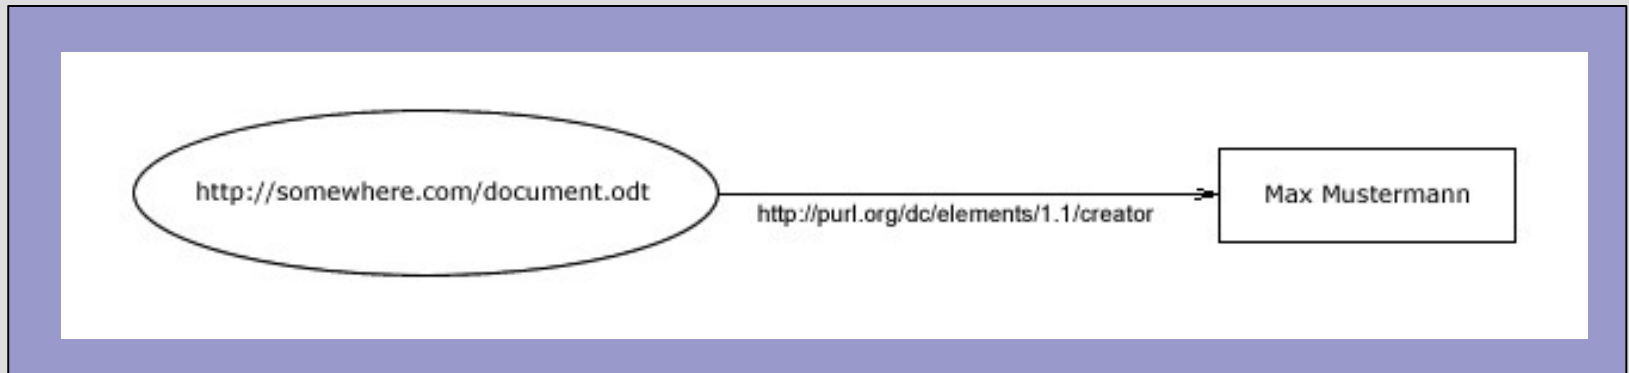 http://somewhere.com/document.odt
http://purl.org/dc/elements/1.1/creator
Max Mustermann